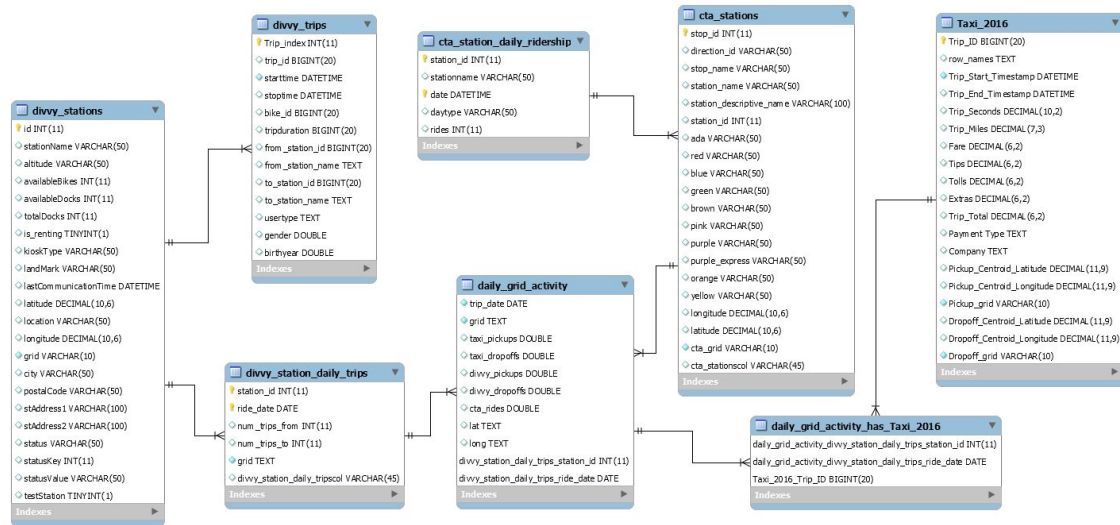 divvy_stations
id INT(11)
stationName VARCHAR(50)
altitude VARCHAR(50)
availableBikes INT(11)
availableDocks INT(11)
totalDocks INT(11)
is_renting TINYINT(1)
kioskType VARCHAR(50)
landMark VARCHAR(50)
lastCommunicationTime DATETIME
latitude DECIMAL(10,6)
location VARCHAR(50)
longitude DECIMAL(10,6)
grid VARCHAR(10)
city VARCHAR(50)
postalCode VARCHAR(50)
stAddress1 VARCHAR(100)
stAddress2 VARCHAR(100)
status VARCHAR(50)
statusKey INT(11)
statusValue VARCHAR(50)
testStation TINYINT(1)
Indexes
divvy_trips
Trip_index INT(11)
trip_id BIGINT(20)
starttime DATETIME
stoptime DATETIME
bike_id BIGINT(20)
tripduration BIGINT(20)
from_station_id BIGINT(20)
from_station_name TEXT
to_station_id BIGINT(20)
to_station_name TEXT
usertype TEXT
gender DOUBLE
birthyear DOUBLE
Indexes
divvy_station_daily_trips
station_id INT(11)
ride_date DATE
num_trips_from INT(11)
num_trips_to INT(11)
grid TEXT
divvy_station_daily_tripscol VARCHAR(45)
Indexes
cta_station_daily_ridership
station_id INT(11)
stationname VARCHAR(50)
date DATETIME
daytype VARCHAR(50)
rides INT(11)
Indexes
daily_grid_activity
trip_date DATE
grid TEXT
taxi_pickups DOUBLE
taxi_dropoffs DOUBLE
divvy_pickups DOUBLE
divvy_dropoffs DOUBLE
cta_rides DOUBLE
lat TEXT
long TEXT
divvy_station_daily_trips_station_id INT(11)
divvy_station_daily_trips_ride_date DATE
Indexes
cta_stations
stop_id INT(11)
direction_id VARCHAR(50)
stop_name VARCHAR(50)
station_name VARCHAR(50)
station_descriptive_name VARCHAR(100)
station_id INT(11)
ada VARCHAR(50)
red VARCHAR(50)
blue VARCHAR(50)
green VARCHAR(50)
brown VARCHAR(50)
pink VARCHAR(50)
purple VARCHAR(50)
purple_express VARCHAR(50)
orange VARCHAR(50)
yellow VARCHAR(50)
longitude DECIMAL(10,6)
latitude DECIMAL(10,6)
cta_grid VARCHAR(10)
cta_stationscol VARCHAR(45)
Indexes
Taxi_2016
Trip_ID BIGINT(20)
row_names TEXT
Trip_Start_Timestamp DATETIME
Trip_End_Timestamp DATETIME
Trip_Seconds DECIMAL(10,2)
Trip_Miles DECIMAL(7,3)
Fare DECIMAL(6,2)
Tips DECIMAL(6,2)
Tolls DECIMAL(6,2)
Extras DECIMAL(6,2)
Trip_Total DECIMAL(6,2)
Payment Type TEXT
Company TEXT
Pickup_Centroid_Latitude DECIMAL(11,9)
Pickup_Centroid_Longitude DECIMAL(11,9)
Pickup_grid VARCHAR(10)
Dropoff_Centroid_Latitude DECIMAL(11,9)
Dropoff_Centroid_Longitude DECIMAL(11,9)
Dropoff_grid VARCHAR(10)
Indexes
daily_grid_activity_has_Taxi_2016
daily_grid_activity_divvy_station_daily_trips_station_id INT(11)
daily_grid_activity_divvy_station_daily_trips_ride_date DATE
Taxi_2016_Trip_ID BIGINT(20)
Indexes